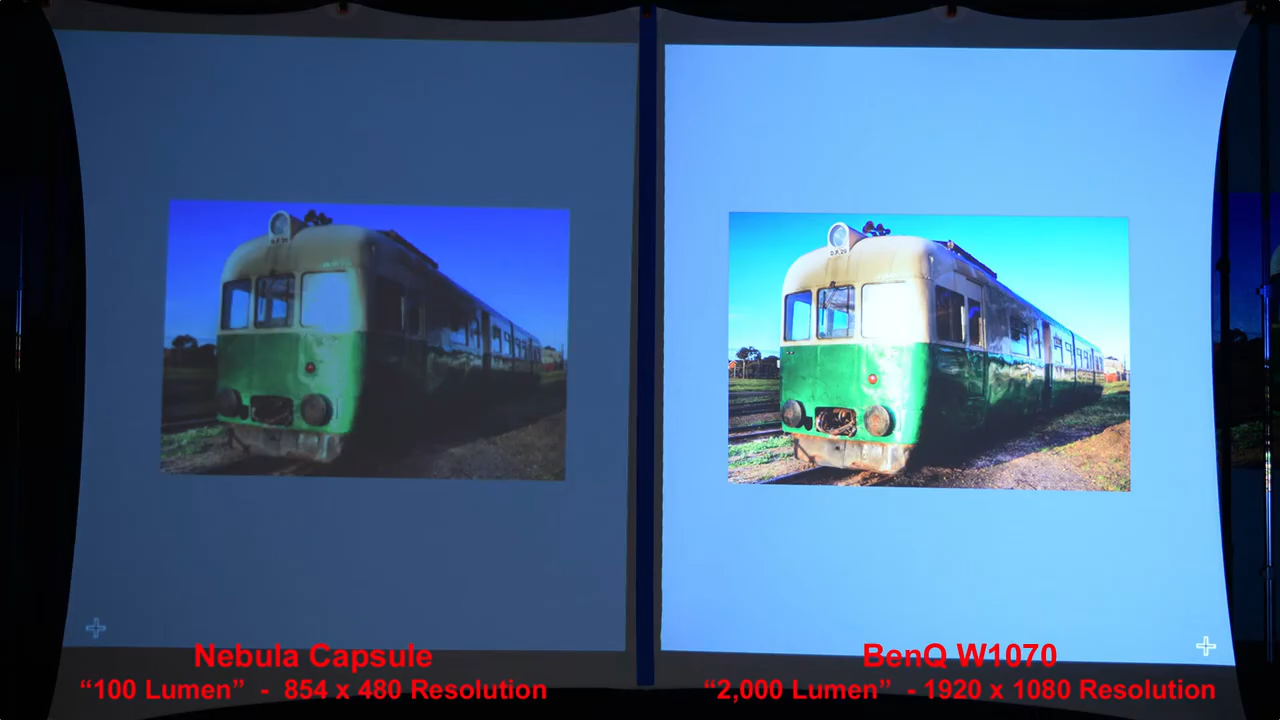 Nebula Capsule
“100 Lumen” - 854 x 480 Resolution
BenQ W1070
“2,000 Lumen” - 1920 x 1080 Resolution